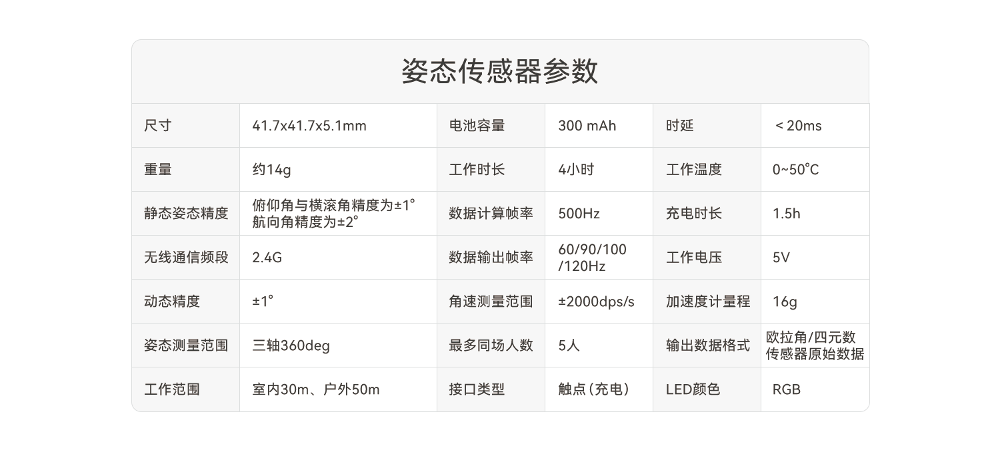 姿态传感器参数
尺寸 41.7x41.7x5.1mm 电池容量 300 mAh 时延 ＜20ms
重量 约14g 工作时长 4小时 工作温度 0~50℃
静态姿态精度 俯仰角与横滚角精度为±1°
航向角精度为±2° 数据计算帧率 500Hz 充电时长 1.5h
无线通信频段 2.4G 数据输出帧率 60/90/100
/120Hz 工作电压 5V
动态精度 ±1° 角速测量范围 ±2000dps/s 加速度计量程 16g
姿态测量范围 三轴360deg 最多同场人数 5人 输出数据格式 欧拉角/四元数
传感器原始数据
工作范围 室内30m、户外50m 接口类型 触点(充电) LED颜色 RGB